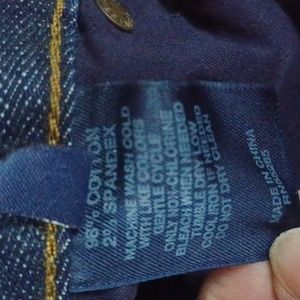 98% COTTON
2% SPANDEX
MACHINE WASH COLD
WITH LIKE COLORS
GENTLE CYCLE
ONLY NON-CHLORINE
BLEACH WHEN NEEDED
TUMBLE DRY LOW
COOL IRON IF NEEDED
DO NOT DRY CLEAN
MADE IN CHINA
RN